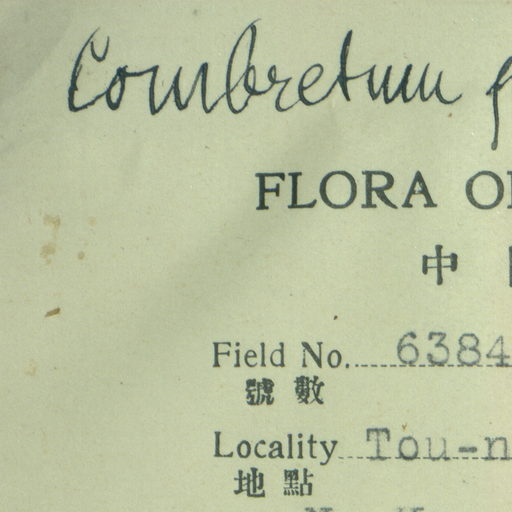 Combretum
FLORA O
中
Field No. 6384
號 數
Locality Tou-n
地 點